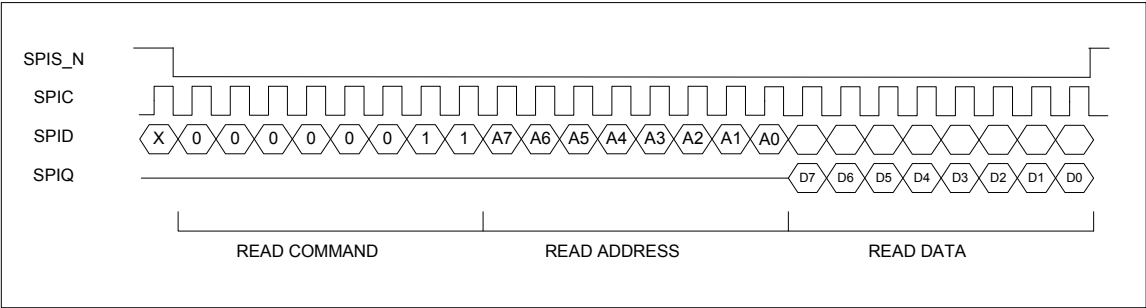 SPIS_N
SPIC
SPID X 0 0 0 0 0 0 1 1 A7 A6 A5 A4 A3 A2 A1 A0
SPIQ D7 D6 D5 D4 D3 D2 D1 D0
READ COMMAND READ ADDRESS READ DATA